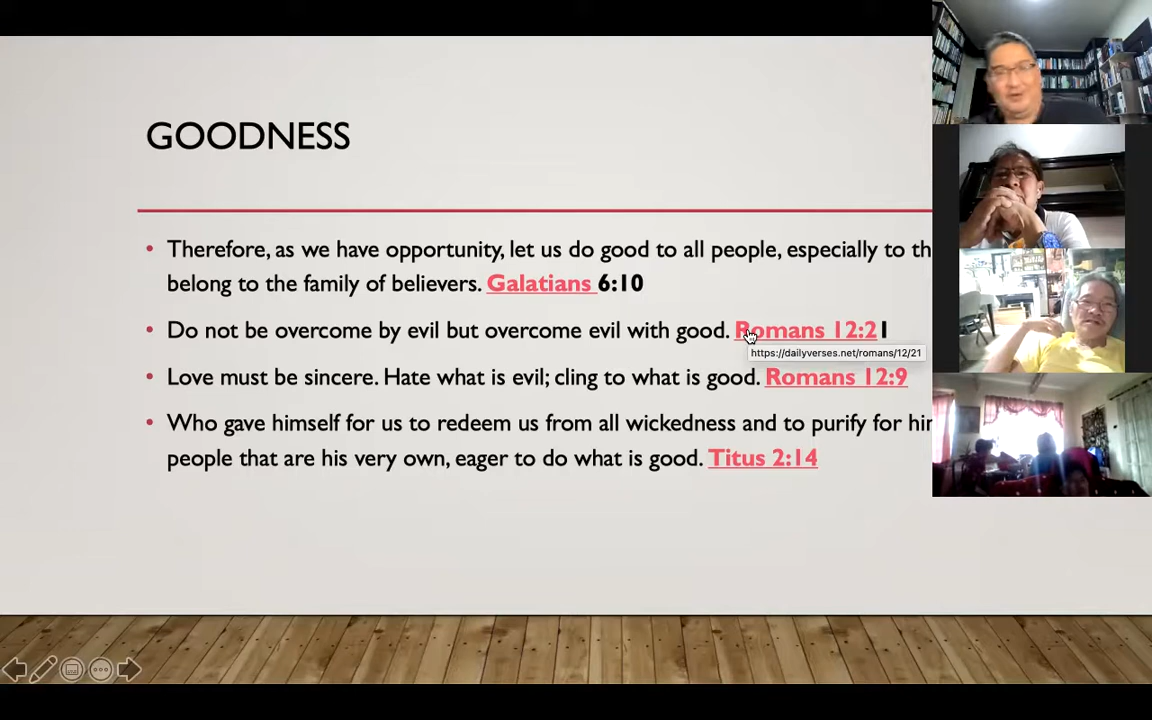 GOODNESS
• Therefore, as we have opportunity, let us do good to all people, especially to
belong to the family of believers. Galatians 6:10
• Do not be overcome by evil but overcome evil with good. Romans 12:21
https://dailyverses.net/romans/12/21
• Love must be sincere. Hate what is evil; cling to what is good. Romans 12:9
• Who gave himself for us to redeem us from all wickedness and to purify for
people that are his very own, eager to do what is good. Titus 2:14